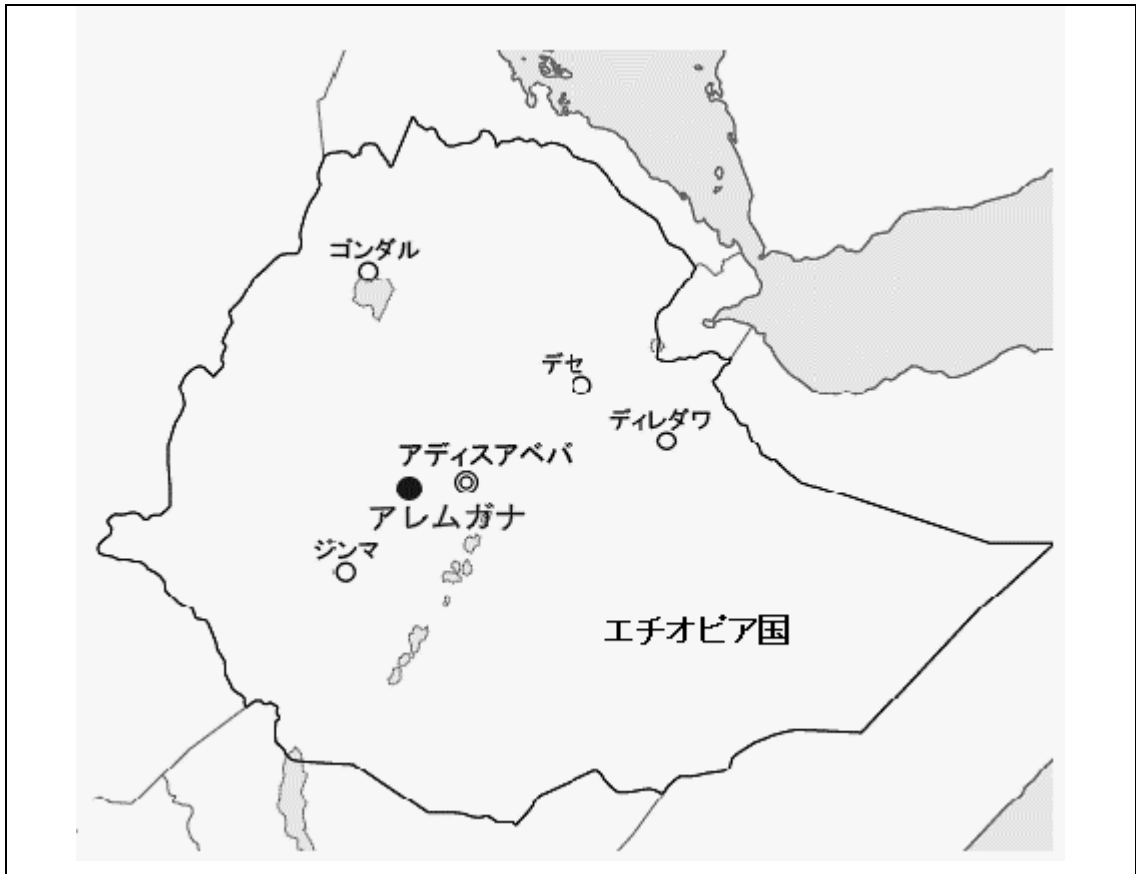 ゴンダル
デセ
ディレダワ
アディスアベバ
アレムガナ
ジンマ
エチオピア国